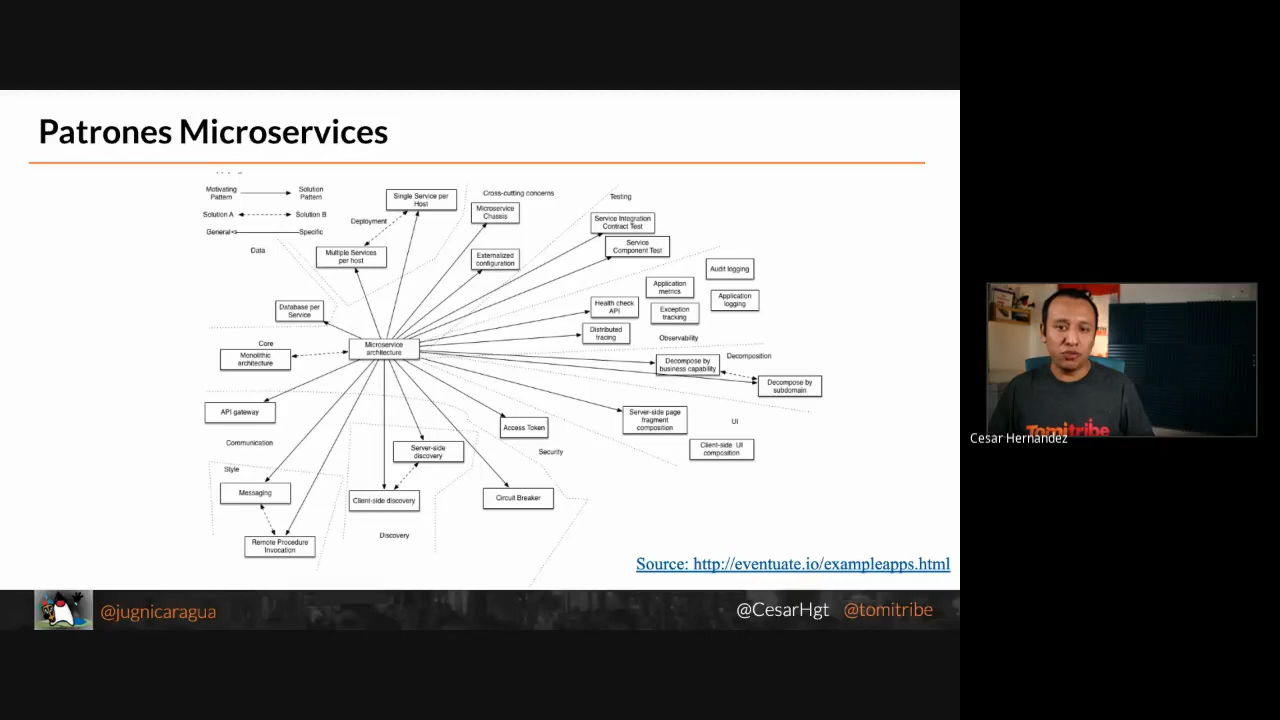 Patrones Microservices
Motivating
Pattern
Solution
Pattern
Solution A
Solution B
General
Specific
Single Service per
Host
Deployment
Multiple Services
per host
Cross-cutting concerns
Microservice
Chassis
Externalized
configuration
Testing
Service Integration
Contract Test
Service
Component Test
Data
Database per
Service
Audit logging
Application
metrics
Application
logging
Health check
API
Exception
tracking
Distributed
tracing
Observability
Core
Monolithic
architecture
Microservice
architecture
Decompose by
business capability
Decomposition
Decompose by
subdomain
API gateway
Communication
Access Token
Security
Server-side page
fragment
composition
UI
Client-side UI
composition
Style
Messaging
Remote Procedure
Invocation
Server-side
discovery
Client-side discovery
Discovery
Circuit Breaker
Source: http://eventuate.io/exampleapps.html
@jugnicaragua
@CesarHgt @tomitribe
Tomitribe
Cesar Hernandez